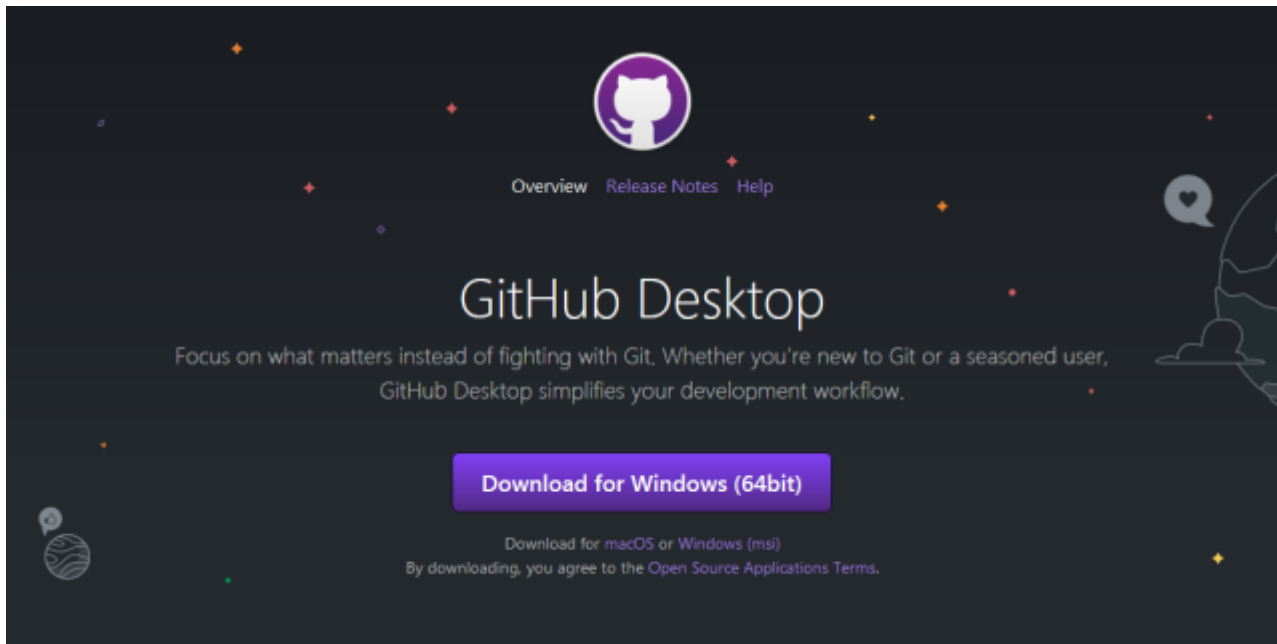 Overview Release Notes Help
GitHub Desktop
Focus on what matters instead of fighting with Git. Whether you're new to Git or a seasoned user,
GitHub Desktop simplifies your development workflow.
Download for Windows (64bit)
Download for macOS or Windows (msi)
By downloading, you agree to the Open Source Applications Terms.